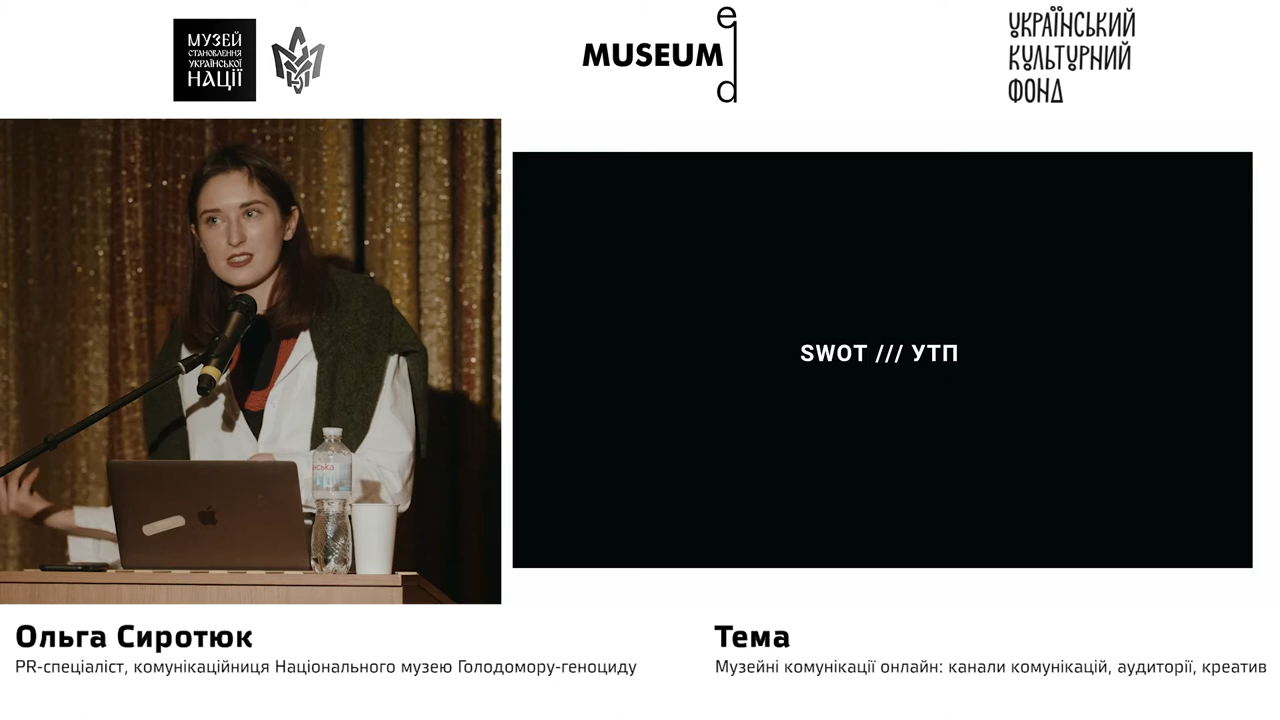 МУЗЕЙ
СТАНОВЛЕННЯ
УКРАЇНСЬКОЇ
НАЦІЇ
MUSEUM
ed
УКРАЇНСЬКИЙ
КУЛЬТУРНИЙ
ФОНД
SWOT /// УТП
Ольга Сиротюк
PR-спеціаліст, комунікаційниця Національного музею Голодомору-геноциду
Тема
Музейні комунікації онлайн: канали комунікацій, аудиторії, креатив